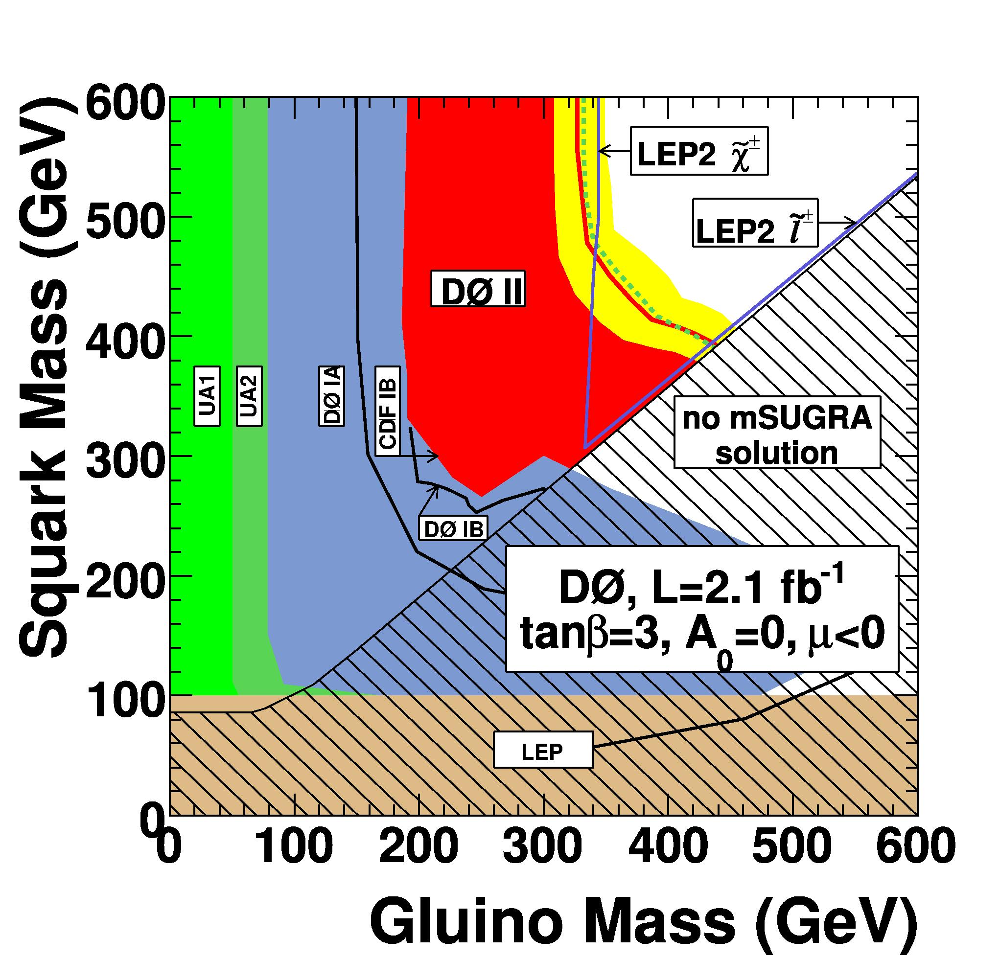 600
500
400
300
200
100
0
Squark Mass (GeV)
UA1
UA2
DØ IA
CDF IB
DØ II
DØ IB
LEP2 χ̃±
LEP2 l̃±
no mSUGRA
solution
DØ, L=2.1 fb⁻¹
tanβ=3, A₀=0, μ<0
LEP
0 100 200 300 400 500 600
Gluino Mass (GeV)